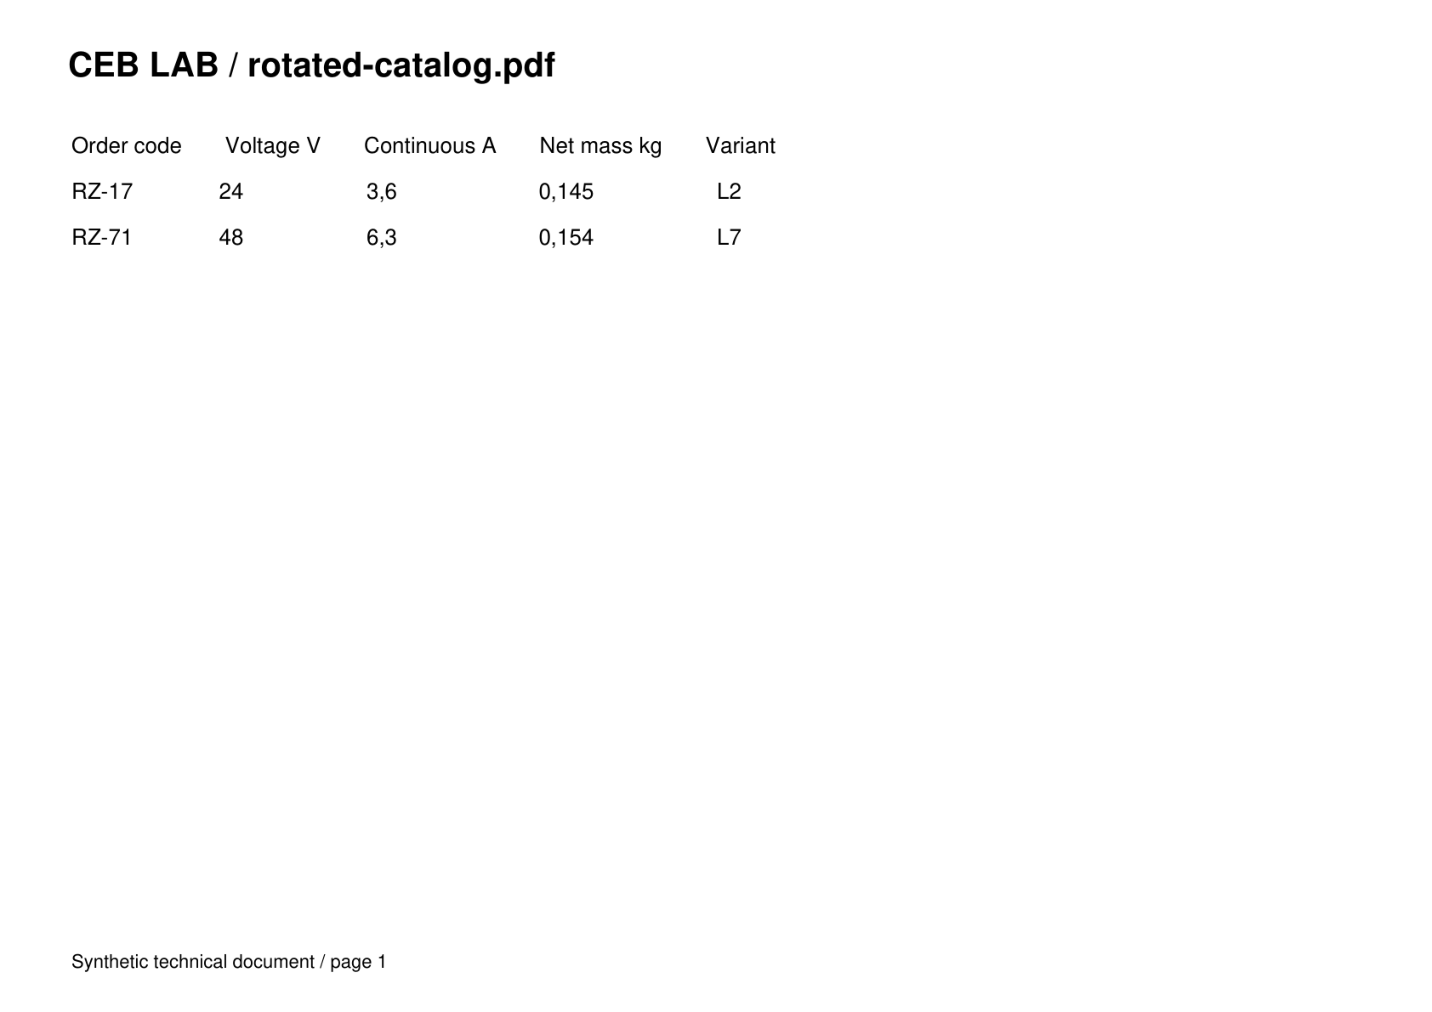 CEB LAB / rotated-catalog.pdf
Order code Voltage V Continuous A Net mass kg Variant
RZ-17 24 3,6 0,145 L2
RZ-71 48 6,3 0,154 L7
Synthetic technical document / page 1